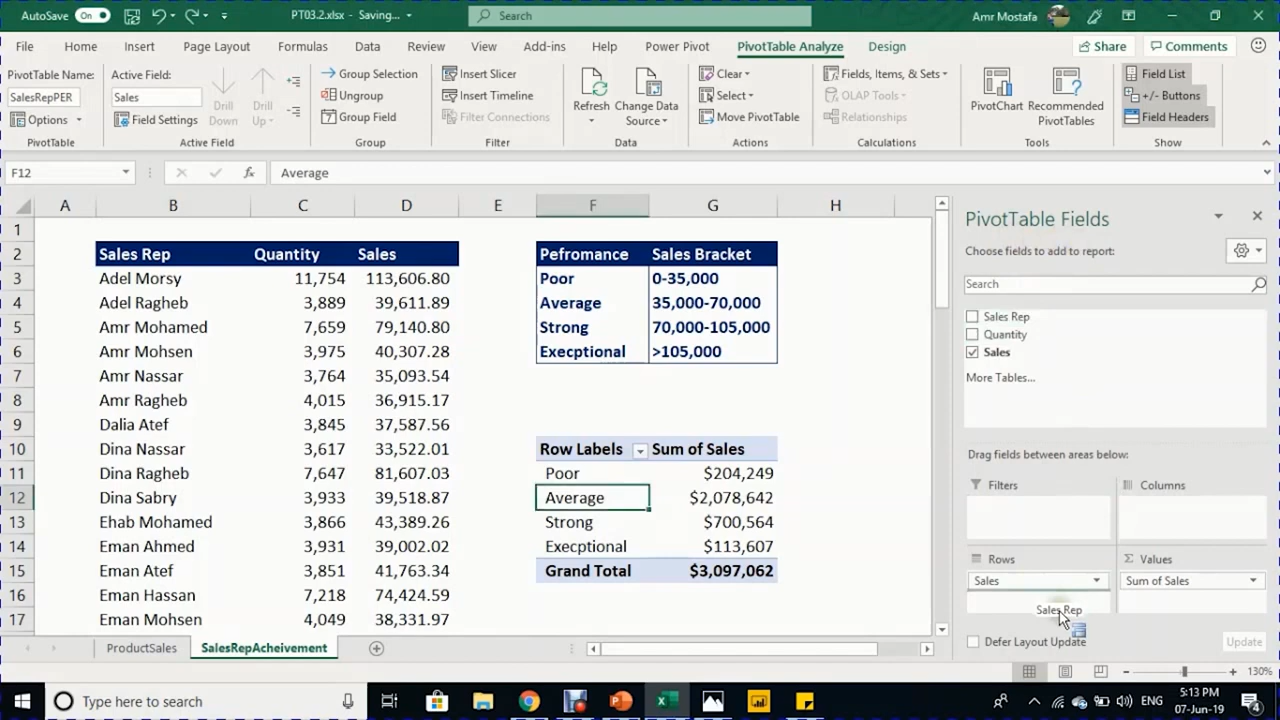 AutoSave On PT03.2.xlsx - Saving... Search Amr Mostafa
File Home Insert Page Layout Formulas Data Review View Add-ins Help Power Pivot PivotTable Analyze Design Share Comments
PivotTable Name:
SalesRepPER
Options
PivotTable
Active Field:
Sales
Field Settings
Drill Down
Drill Up
Active Field
Group Selection
Ungroup
Group Field
Group
Insert Slicer
Insert Timeline
Filter Connections
Filter
Refresh
Change Data Source
Data
Clear
Select
Move PivotTable
Actions
Fields, Items, & Sets
OLAP Tools
Relationships
Calculations
PivotChart
Recommended PivotTables
Tools
Field List
+/- Buttons
Field Headers
Show
F12 fx Average
A B C D E F G H
1
2 Sales Rep Quantity Sales Pefromance Sales Bracket
3 Adel Morsy 11,754 113,606.80 Poor 0-35,000
4 Adel Ragheb 3,889 39,611.89 Average 35,000-70,000
5 Amr Mohamed 7,659 79,140.80 Strong 70,000-105,000
6 Amr Mohsen 3,975 40,307.28 Execptional >105,000
7 Amr Nassar 3,764 35,093.54
8 Amr Ragheb 4,015 36,915.17
9 Dalia Atef 3,845 37,587.56
10 Dina Nassar 3,617 33,522.01 Row Labels Sum of Sales
11 Dina Ragheb 7,647 81,607.03 Poor $204,249
12 Dina Sabry 3,933 39,518.87 Average $2,078,642
13 Ehab Mohamed 3,866 43,389.26 Strong $700,564
14 Eman Ahmed 3,931 39,002.02 Execptional $113,607
15 Eman Atef 3,851 41,763.34 Grand Total $3,097,062
16 Eman Hassan 7,218 74,424.59
17 Eman Mohsen 4,049 38,331.97
PivotTable Fields
Choose fields to add to report:
Search
Sales Rep
Quantity
Sales
More Tables...
Drag fields between areas below:
Filters Columns
Rows Σ Values
Sales Sum of Sales
Sales Rep
Defer Layout Update Update
ProductSales SalesRepAcheivement
130%
Type here to search
ENG
5:13 PM
07-Jun-19
4